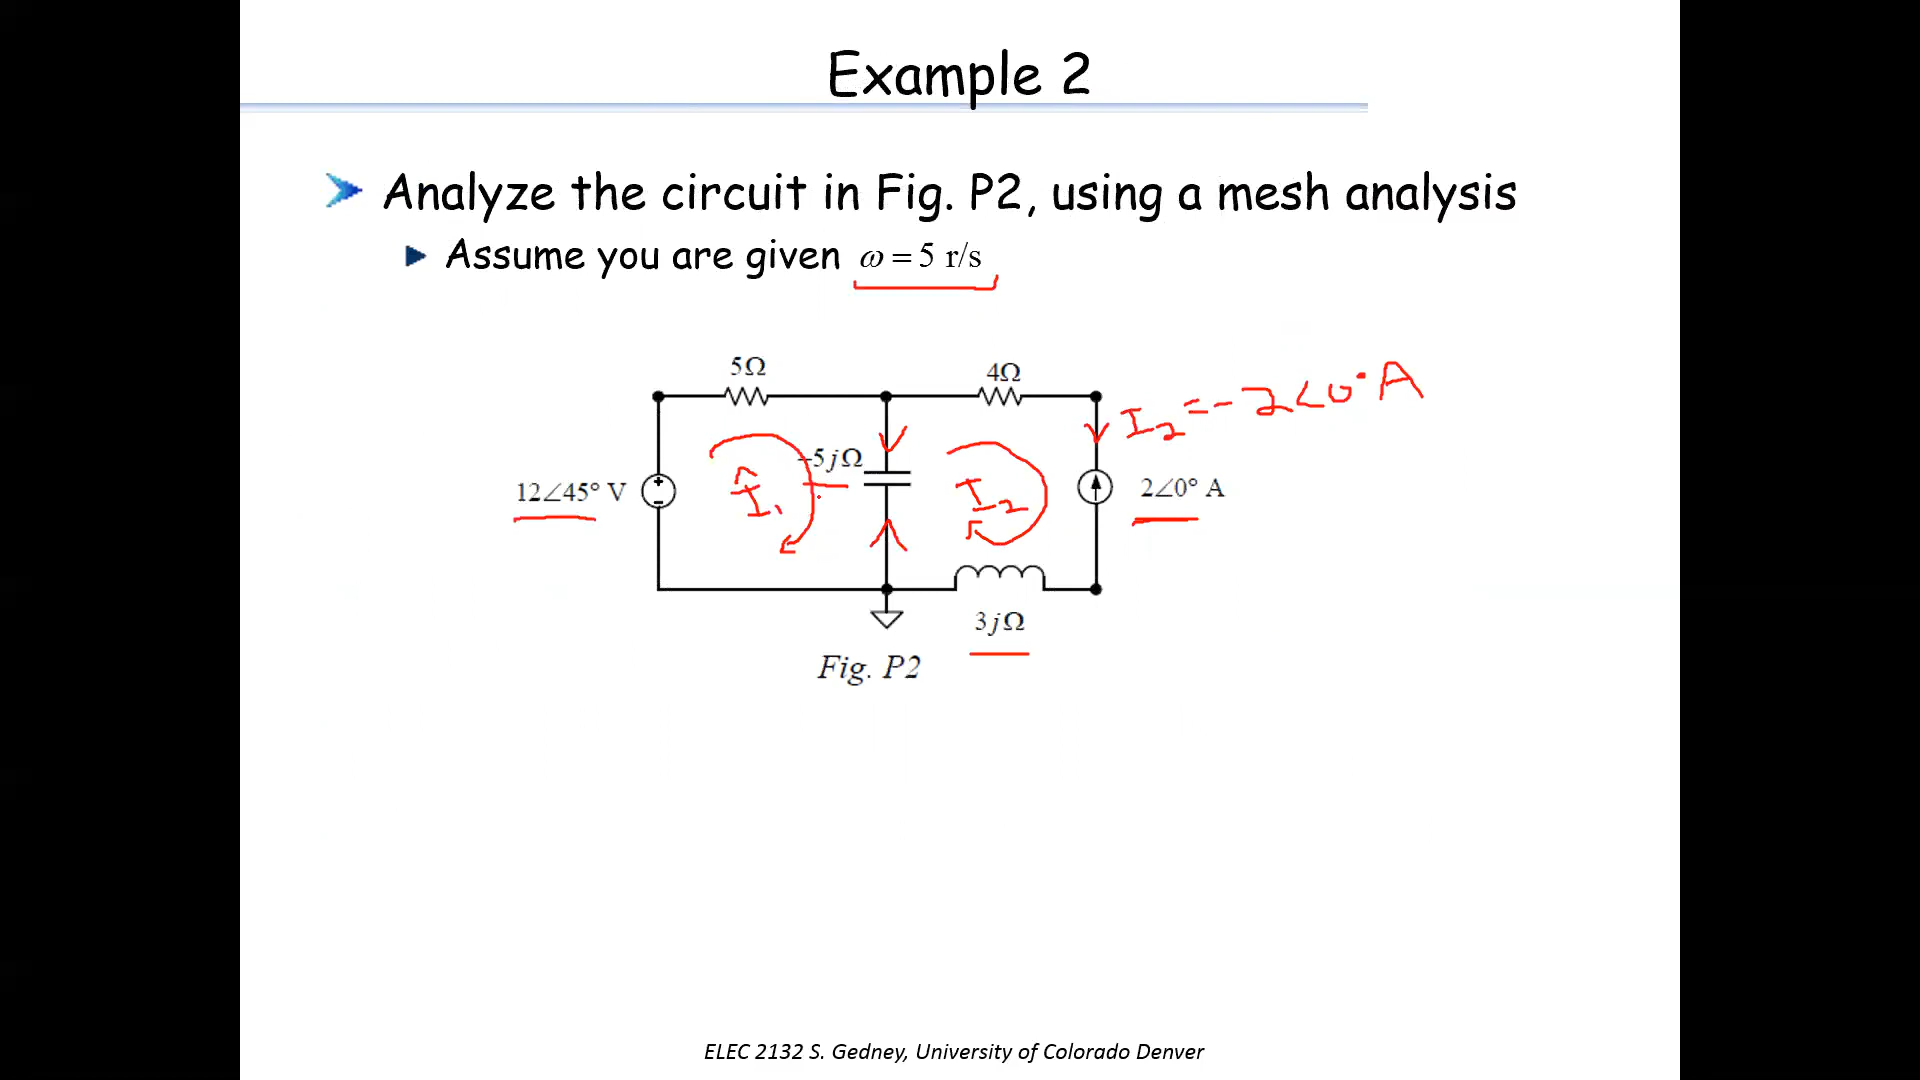 Example 2
Analyze the circuit in Fig. P2, using a mesh analysis
Assume you are given ω = 5 r/s
5Ω
4Ω
I₂ = -2∠0° A
-5jΩ
12∠45° V
+
-
Î₁
I₂
2∠0° A
3jΩ
Fig. P2
ELEC 2132 S. Gedney, University of Colorado Denver